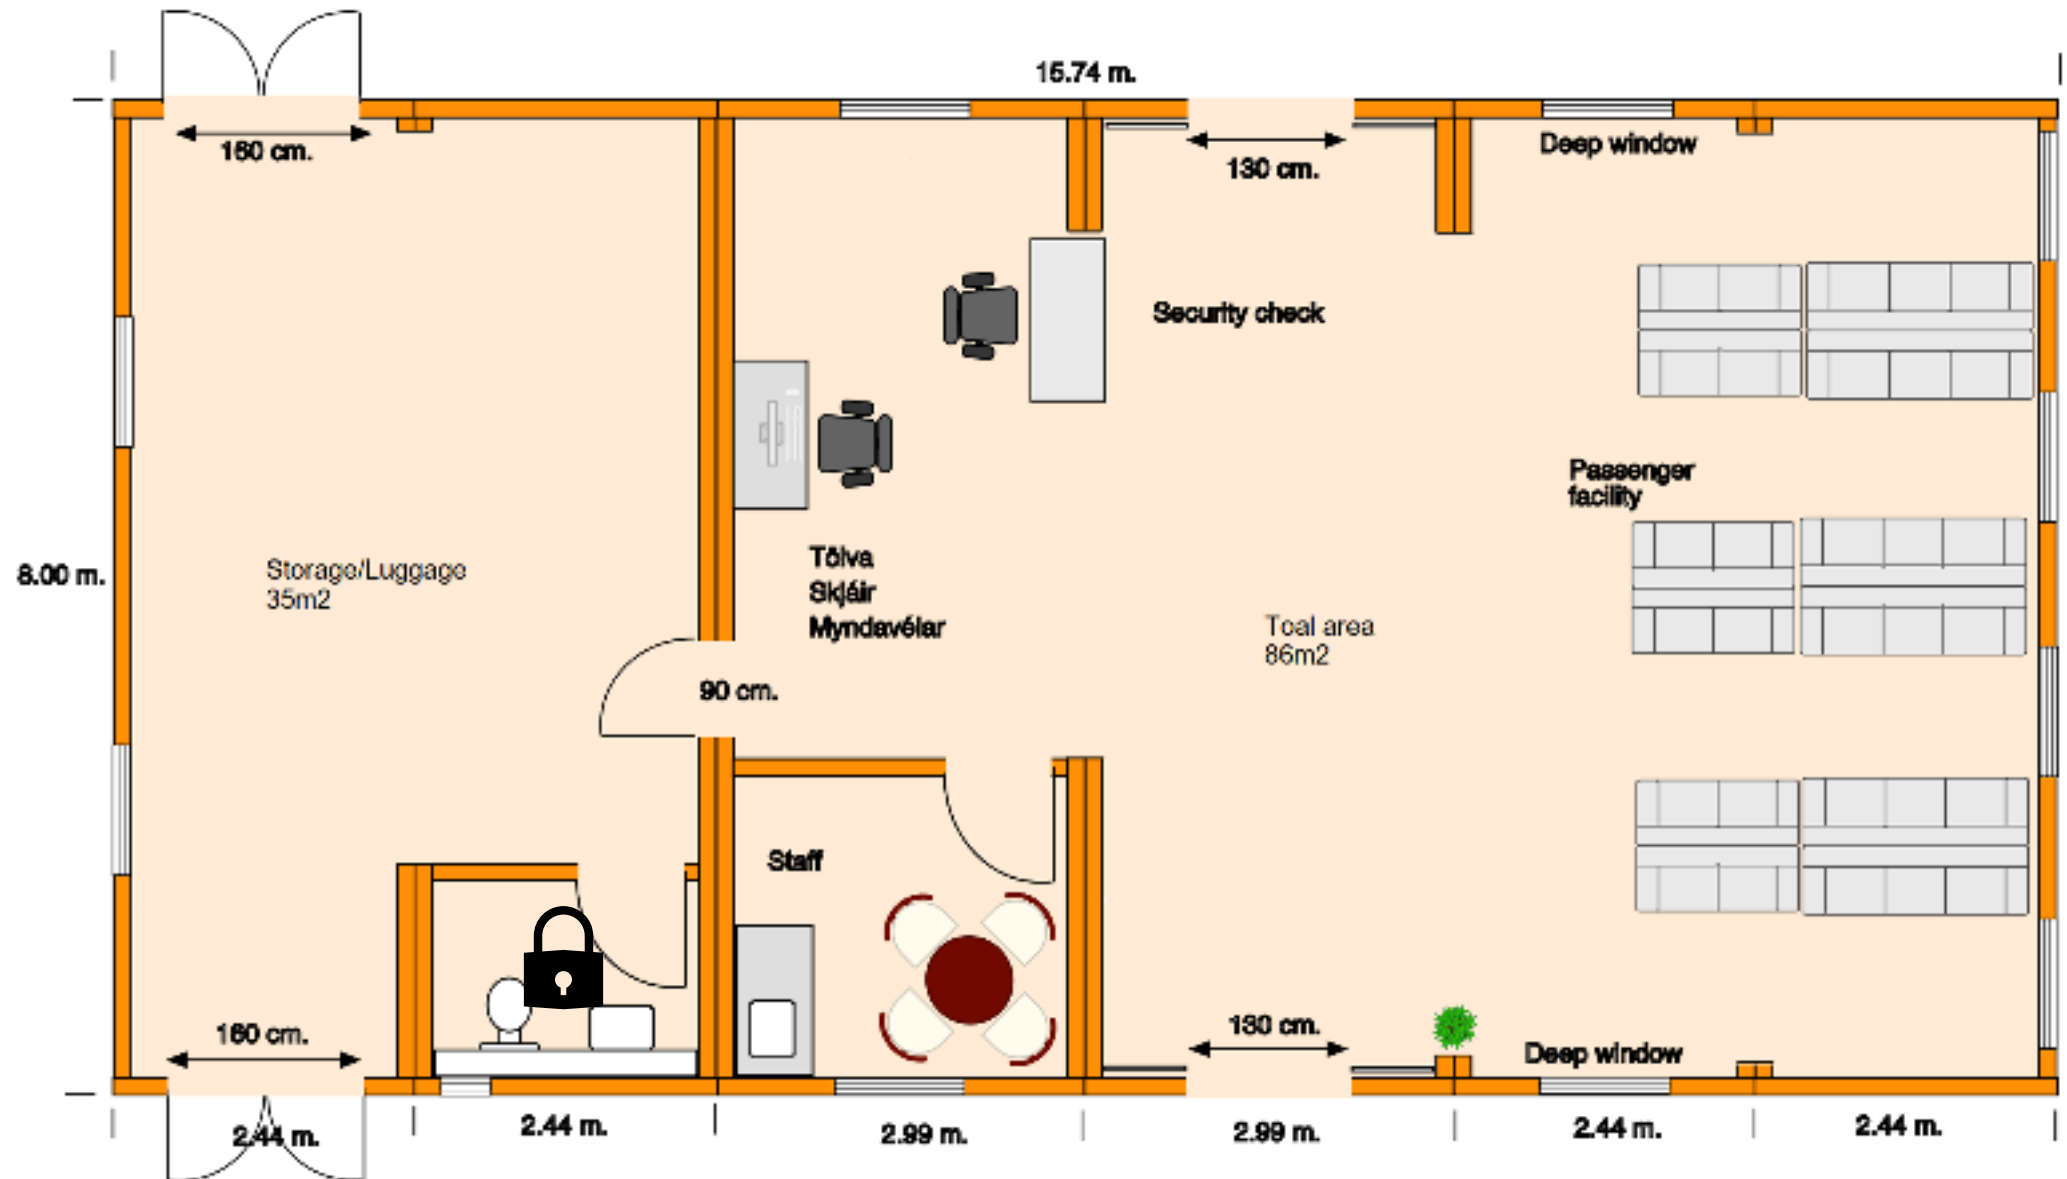 15.74 m.
160 cm.
130 cm.
Deep window
Security check
Passenger
facility
8.00 m.
Storage/Luggage
35m2
Tölva
Skjáir
Myndavélar
Toal area
86m2
90 cm.
Staff
160 cm.
130 cm.
Deep window
2.44 m.
2.44 m.
2.99 m.
2.99 m.
2.44 m.
2.44 m.